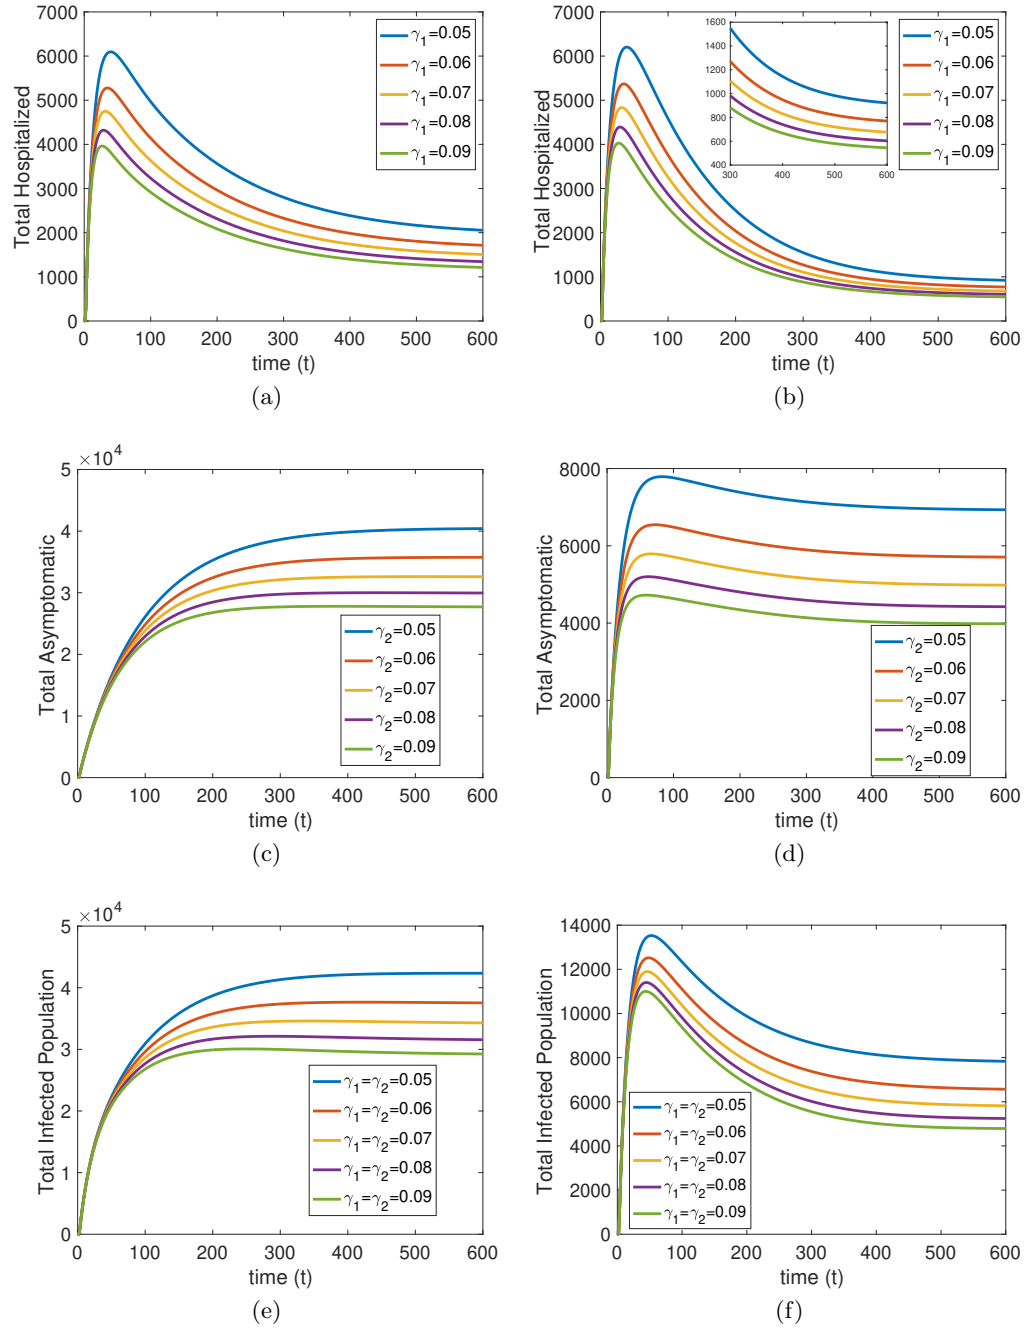 7000
6000
5000
4000
3000
2000
1000
0
Total Hospitalized
0 100 200 300 400 500 600
time (t)
γ1=0.05
γ1=0.06
γ1=0.07
γ1=0.08
γ1=0.09
(a)
7000
6000
5000
4000
3000
2000
1000
0
Total Hospitalized
0 100 200 300 400 500 600
time (t)
1600
1400
1200
1000
800
600
400
300 400 500 600
γ1=0.05
γ1=0.06
γ1=0.07
γ1=0.08
γ1=0.09
(b)
×10^4
5
4
3
2
1
0
Total Asymptomatic
0 100 200 300 400 500 600
time (t)
γ2=0.05
γ2=0.06
γ2=0.07
γ2=0.08
γ2=0.09
(c)
8000
6000
4000
2000
0
Total Asymptomatic
0 100 200 300 400 500 600
time (t)
γ2=0.05
γ2=0.06
γ2=0.07
γ2=0.08
γ2=0.09
(d)
×10^4
5
4
3
2
1
0
Total Infected Population
0 100 200 300 400 500 600
time (t)
γ1=γ2=0.05
γ1=γ2=0.06
γ1=γ2=0.07
γ1=γ2=0.08
γ1=γ2=0.09
(e)
14000
12000
10000
8000
6000
4000
2000
0
Total Infected Population
0 100 200 300 400 500 600
time (t)
γ1=γ2=0.05
γ1=γ2=0.06
γ1=γ2=0.07
γ1=γ2=0.08
γ1=γ2=0.09
(f)